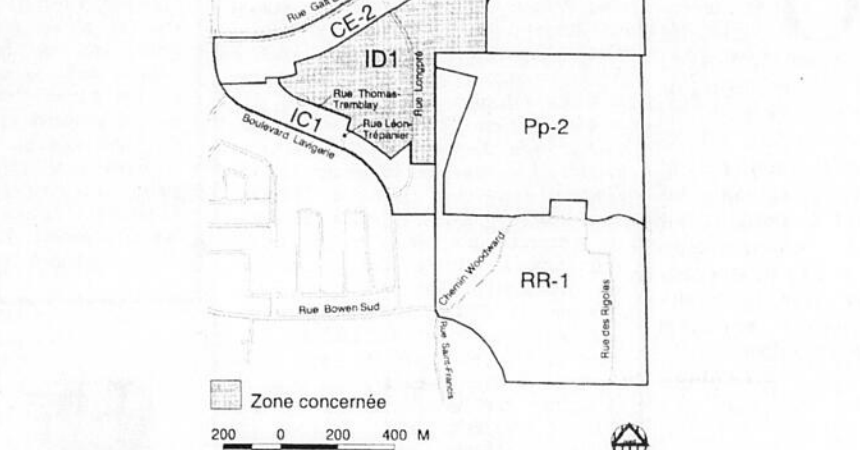 CE-2
ID1
Rue Longpré
Rue Thomas-
Tremblay
IC1
Rue Léon-
Trépanier
Boulevard Lavigerie
Pp-2
Chemin Woodward
RR-1
Rue des Rigoles
Rue Bowen Sud
Rue Saint-Francis
Zone concernée
200 0 200 400 M